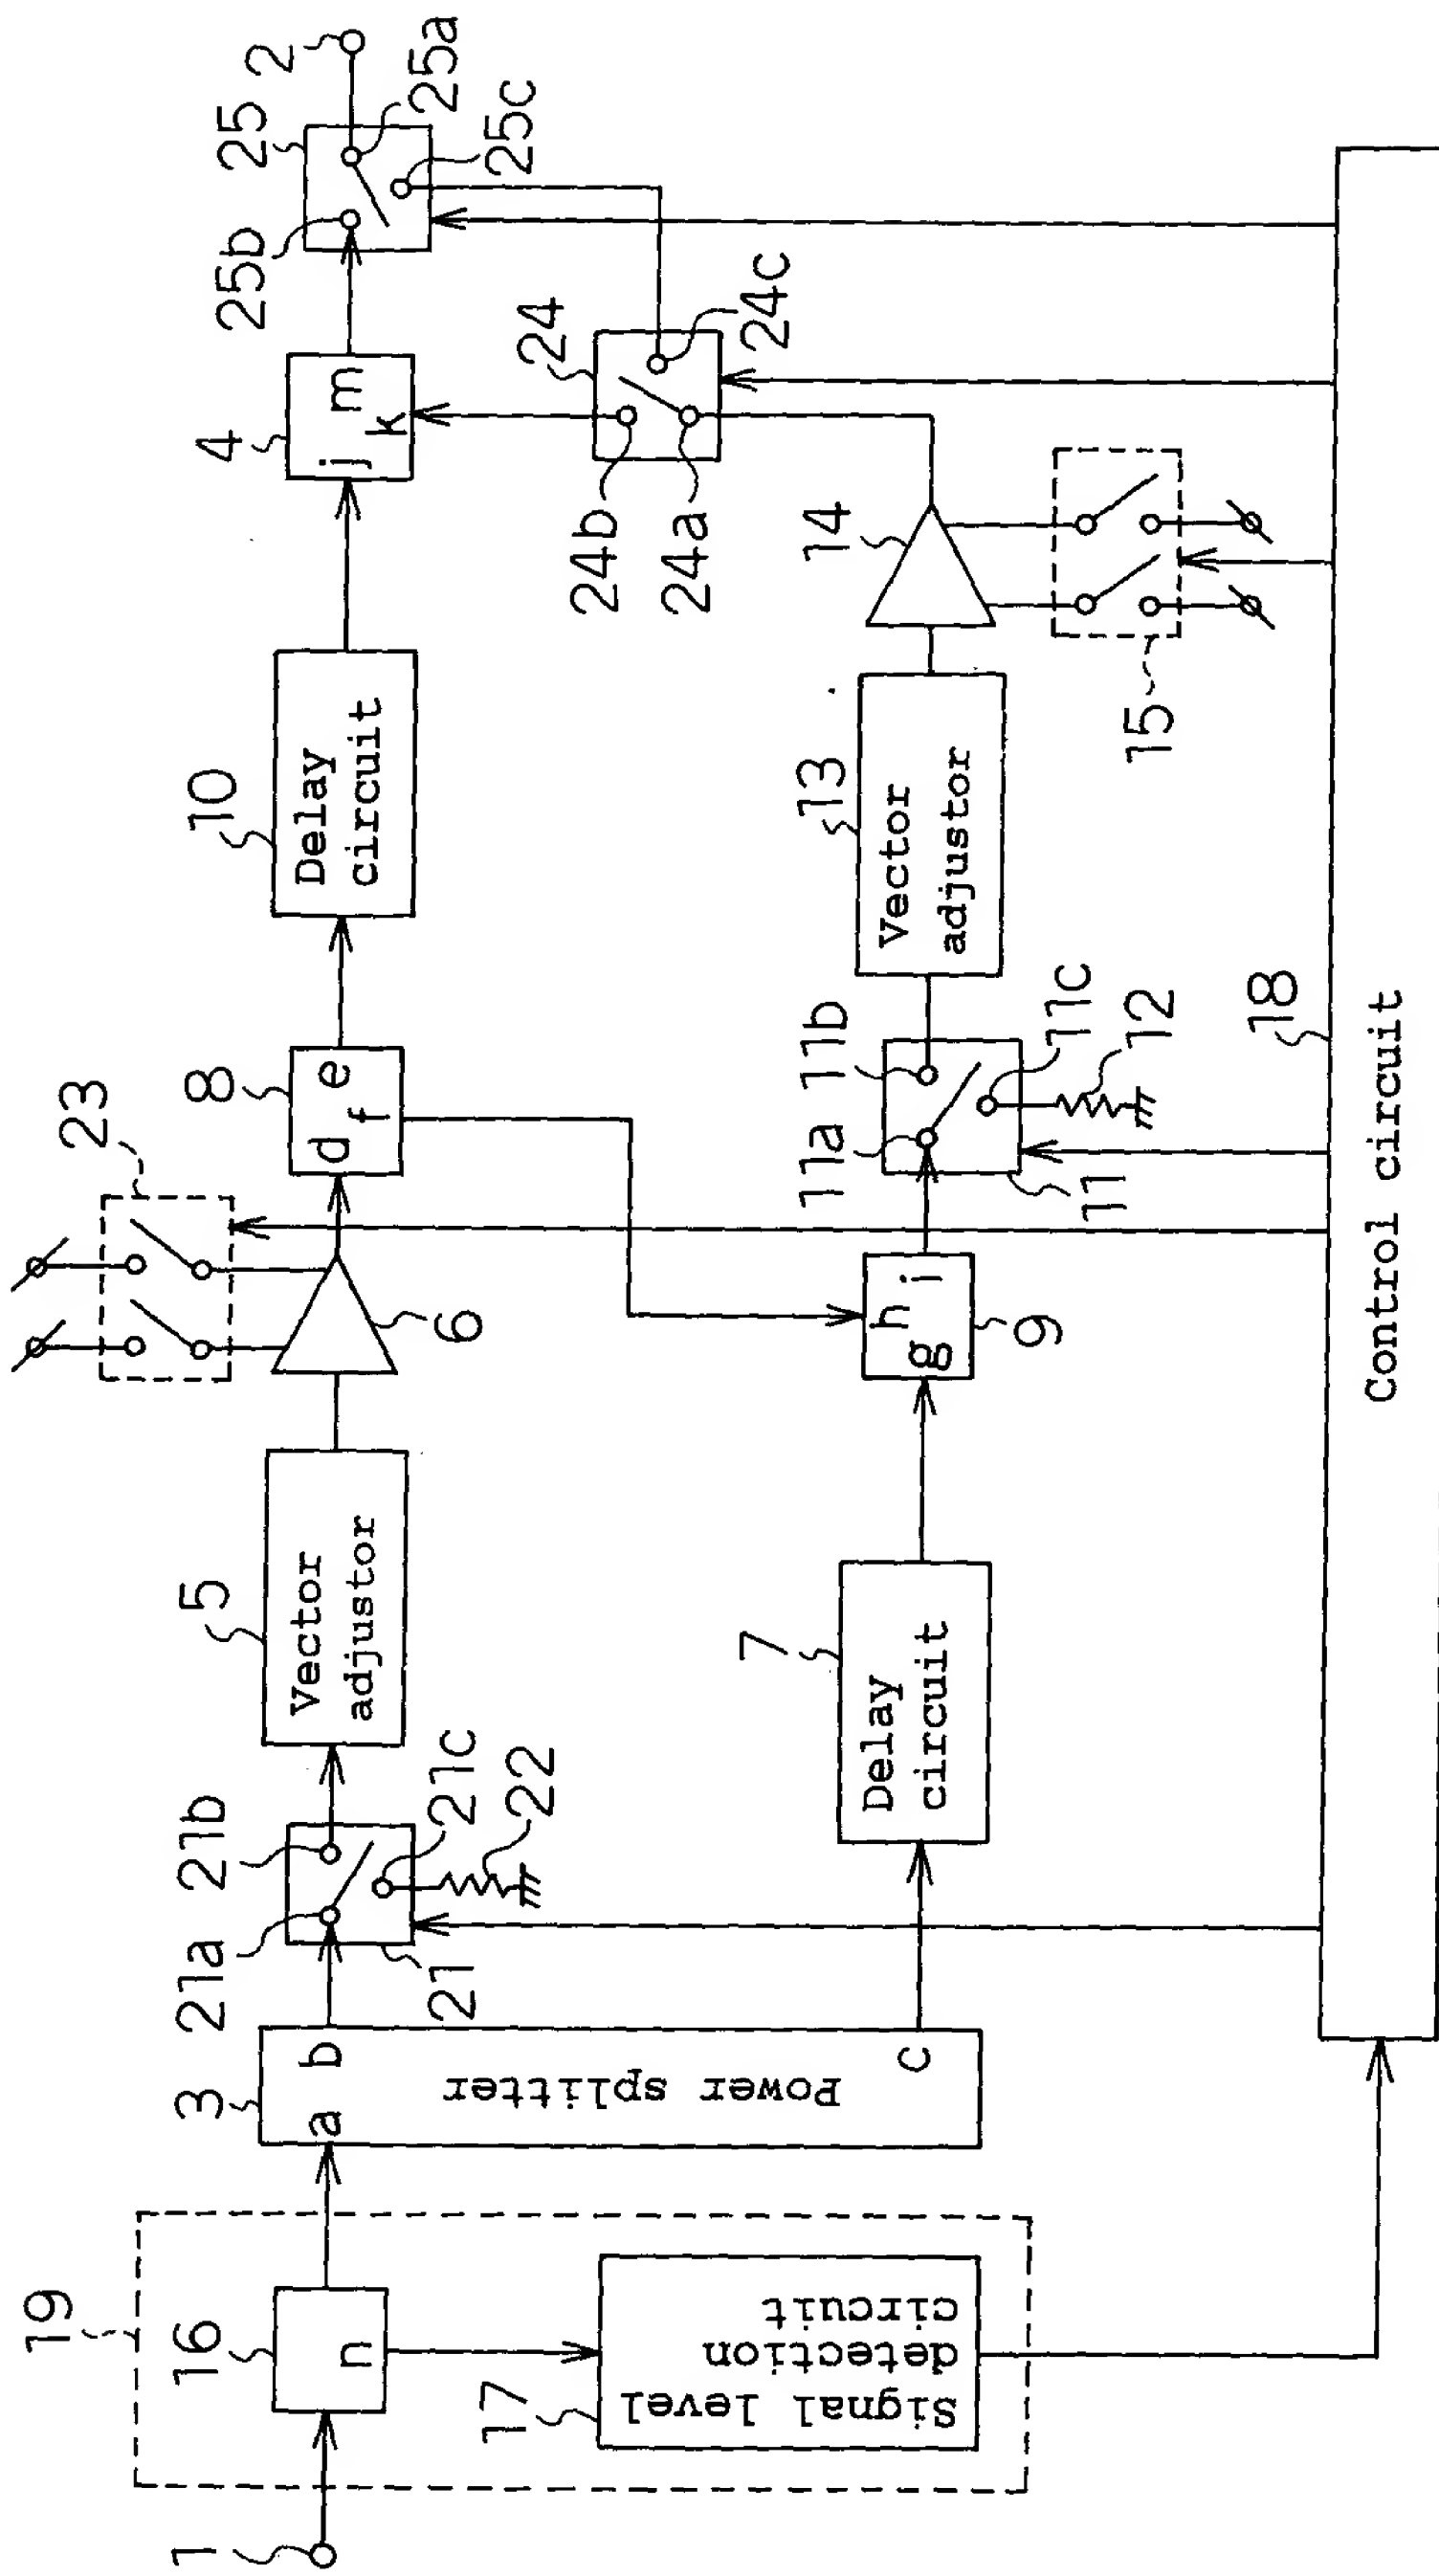 19
1
16
n
17
Signal level
detection
circuit
3
a
b
c
Power splitter
21a
21b
21
21c
22
5
Vector
adjustor
7
Delay
circuit
23
6
8
d
e
f
9
g
h
i
10
Delay
circuit
11a
11b
11
11c
12
13
Vector
adjustor
14
15
4
j
m
k
24
24b
24a
24c
25
25b
25a
25c
2
18
Control circuit